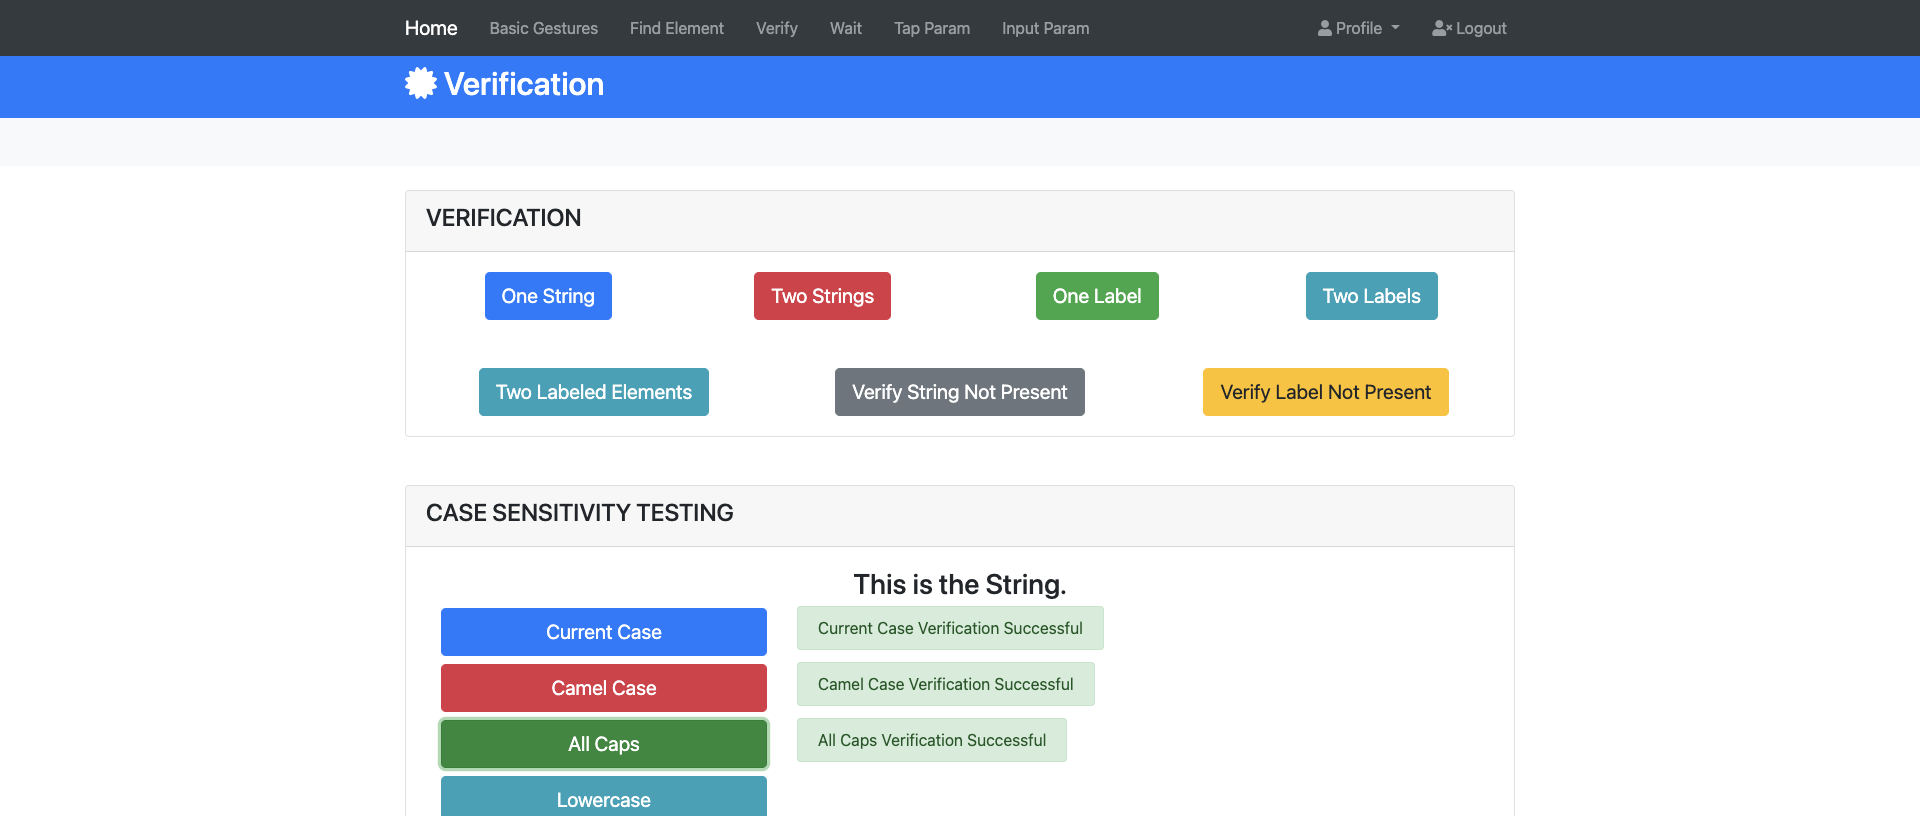 Home Basic Gestures Find Element Verify Wait Tap Param Input Param Profile Logout
Verification
VERIFICATION
One String Two Strings One Label Two Labels
Two Labeled Elements Verify String Not Present Verify Label Not Present
CASE SENSITIVITY TESTING
This is the String.
Current Case Current Case Verification Successful
Camel Case Camel Case Verification Successful
All Caps All Caps Verification Successful
Lowercase